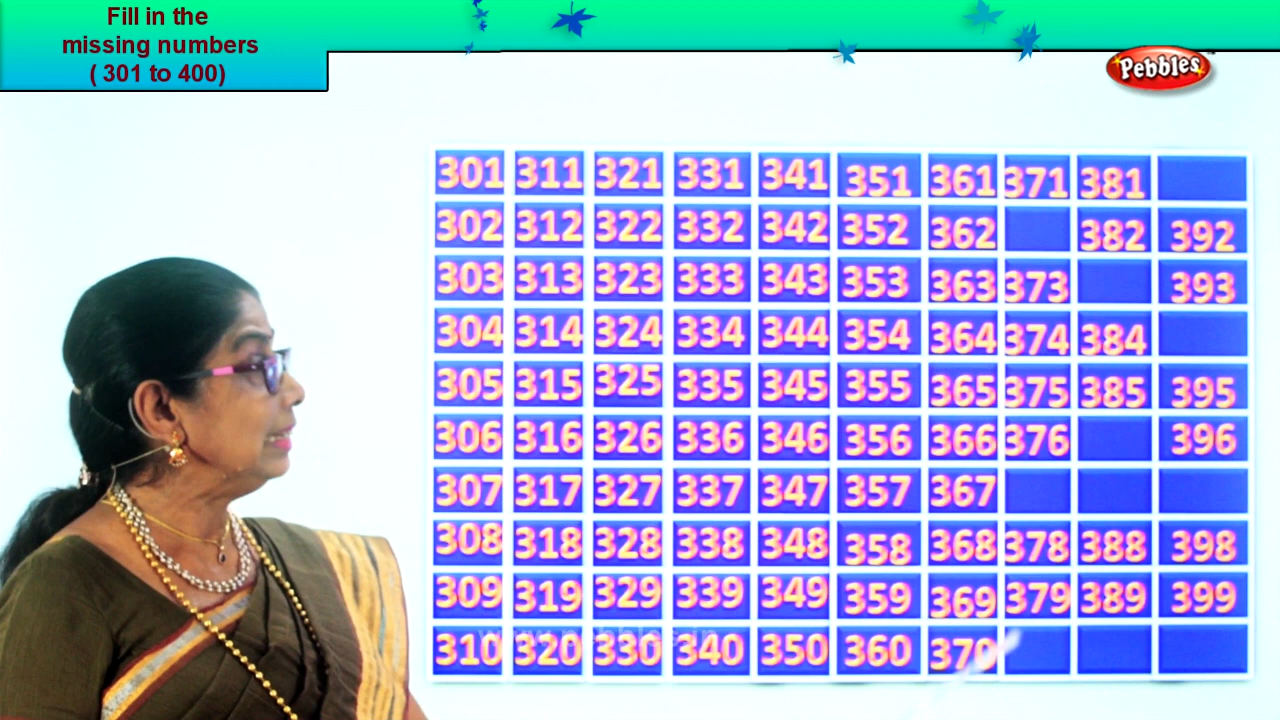 Fill in the
missing numbers
( 301 to 400)
Pebbles
301 311 321 331 341 351 361 371 381
302 312 322 332 342 352 362 382 392
303 313 323 333 343 353 363 373 393
304 314 324 334 344 354 364 374 384
305 315 325 335 345 355 365 375 385 395
306 316 326 336 346 356 366 376 396
307 317 327 337 347 357 367
308 318 328 338 348 358 368 378 388 398
309 319 329 339 349 359 369 379 389 399
www.pebbles.in
310 320 330 340 350 360 370